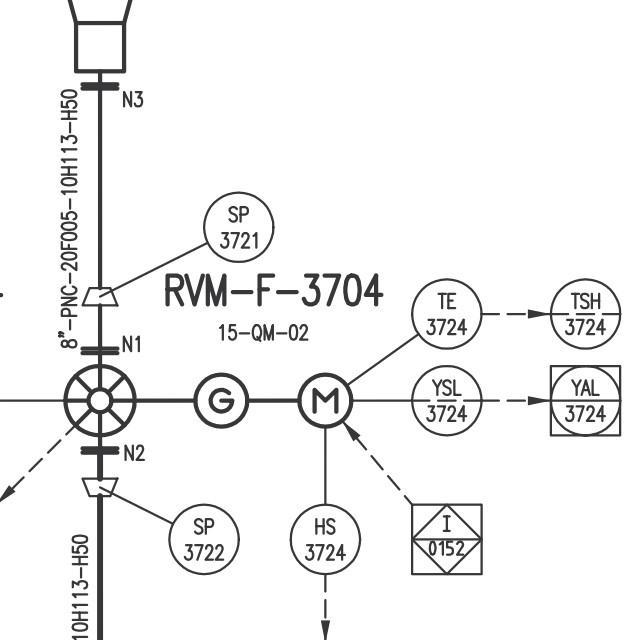 N3
8"-PNC-20F005-10H113-H50
SP
3721
RVM-F-3704
15-QM-02
TE
3724
TSH
3724
N1
G
M
YSL
3724
YAL
3724
N2
SP
3722
HS
3724
I
0152
10H113-H50